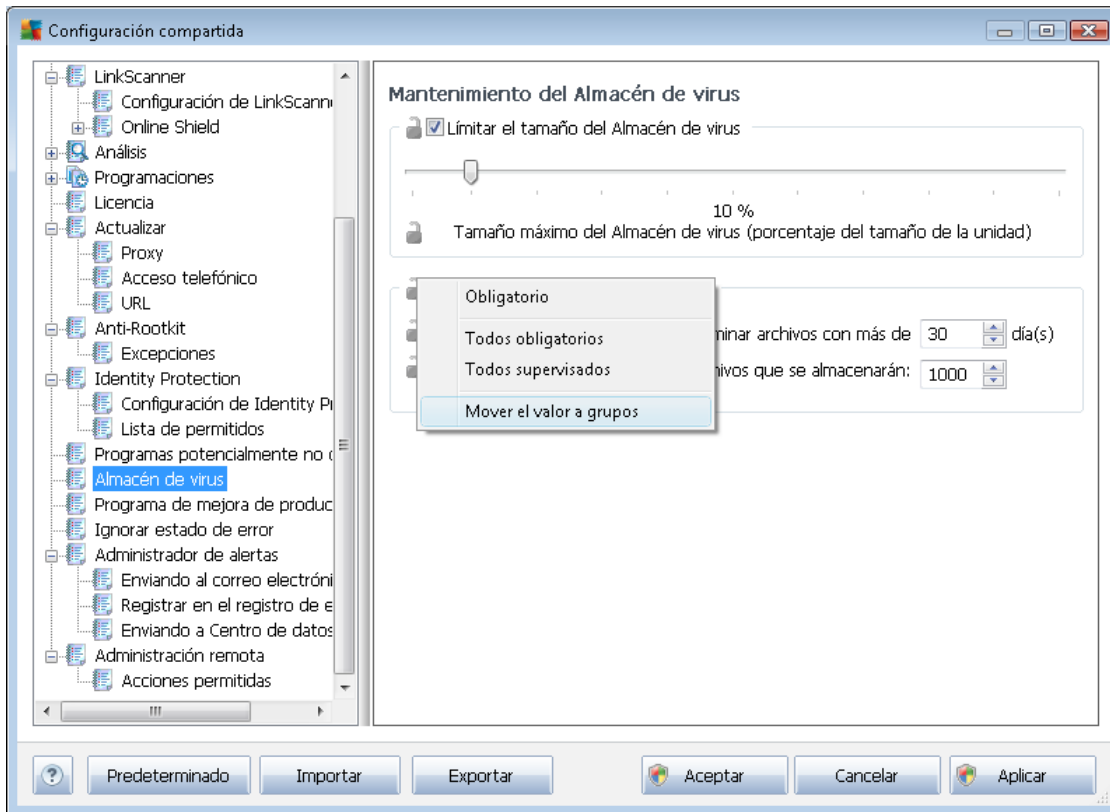 Configuración compartida
LinkScanner
Configuración de LinkScann
Online Shield
Análisis
Programaciones
Licencia
Actualizar
Proxy
Acceso telefónico
URL
Anti-Rootkit
Excepciones
Identity Protection
Configuración de Identity P
Lista de permitidos
Programas potencialmente no
Almacén de virus
Programa de mejora de produc
Ignorar estado de error
Administrador de alertas
Enviando al correo electróni
Registrar en el registro de e
Enviando a Centro de datos
Administración remota
Acciones permitidas
Mantenimiento del Almacén de virus
Límitar el tamaño del Almacén de virus
10 %
Tamaño máximo del Almacén de virus (porcentaje del tamaño de la unidad)
Obligatorio
Todos obligatorios
Todos supervisados
Mover el valor a grupos
minar archivos con más de 30 día(s)
hivos que se almacenarán: 1000
? Predeterminado Importar Exportar Aceptar Cancelar Aplicar